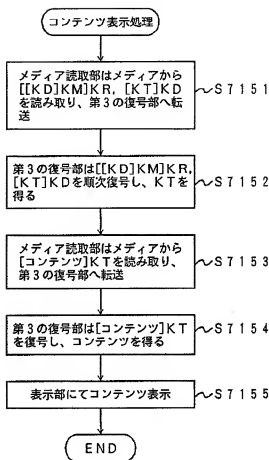 コンテンツ表示処理
メディア読取部はメディアから
[[KD]KM]KR, [KT]KD
を読み取り、第3の復号部へ転
送
S7151
第3の復号部は[[KD]KM]KR,
[KT]KDを順次復号し、KTを
得る
S7152
メディア読取部はメディアから
[コンテンツ]KTを読み取り、
第3の復号部へ転送
S7153
第3の復号部は[コンテンツ]KT
を復号し、コンテンツを得る
S7154
表示部にてコンテンツ表示
S7155
END